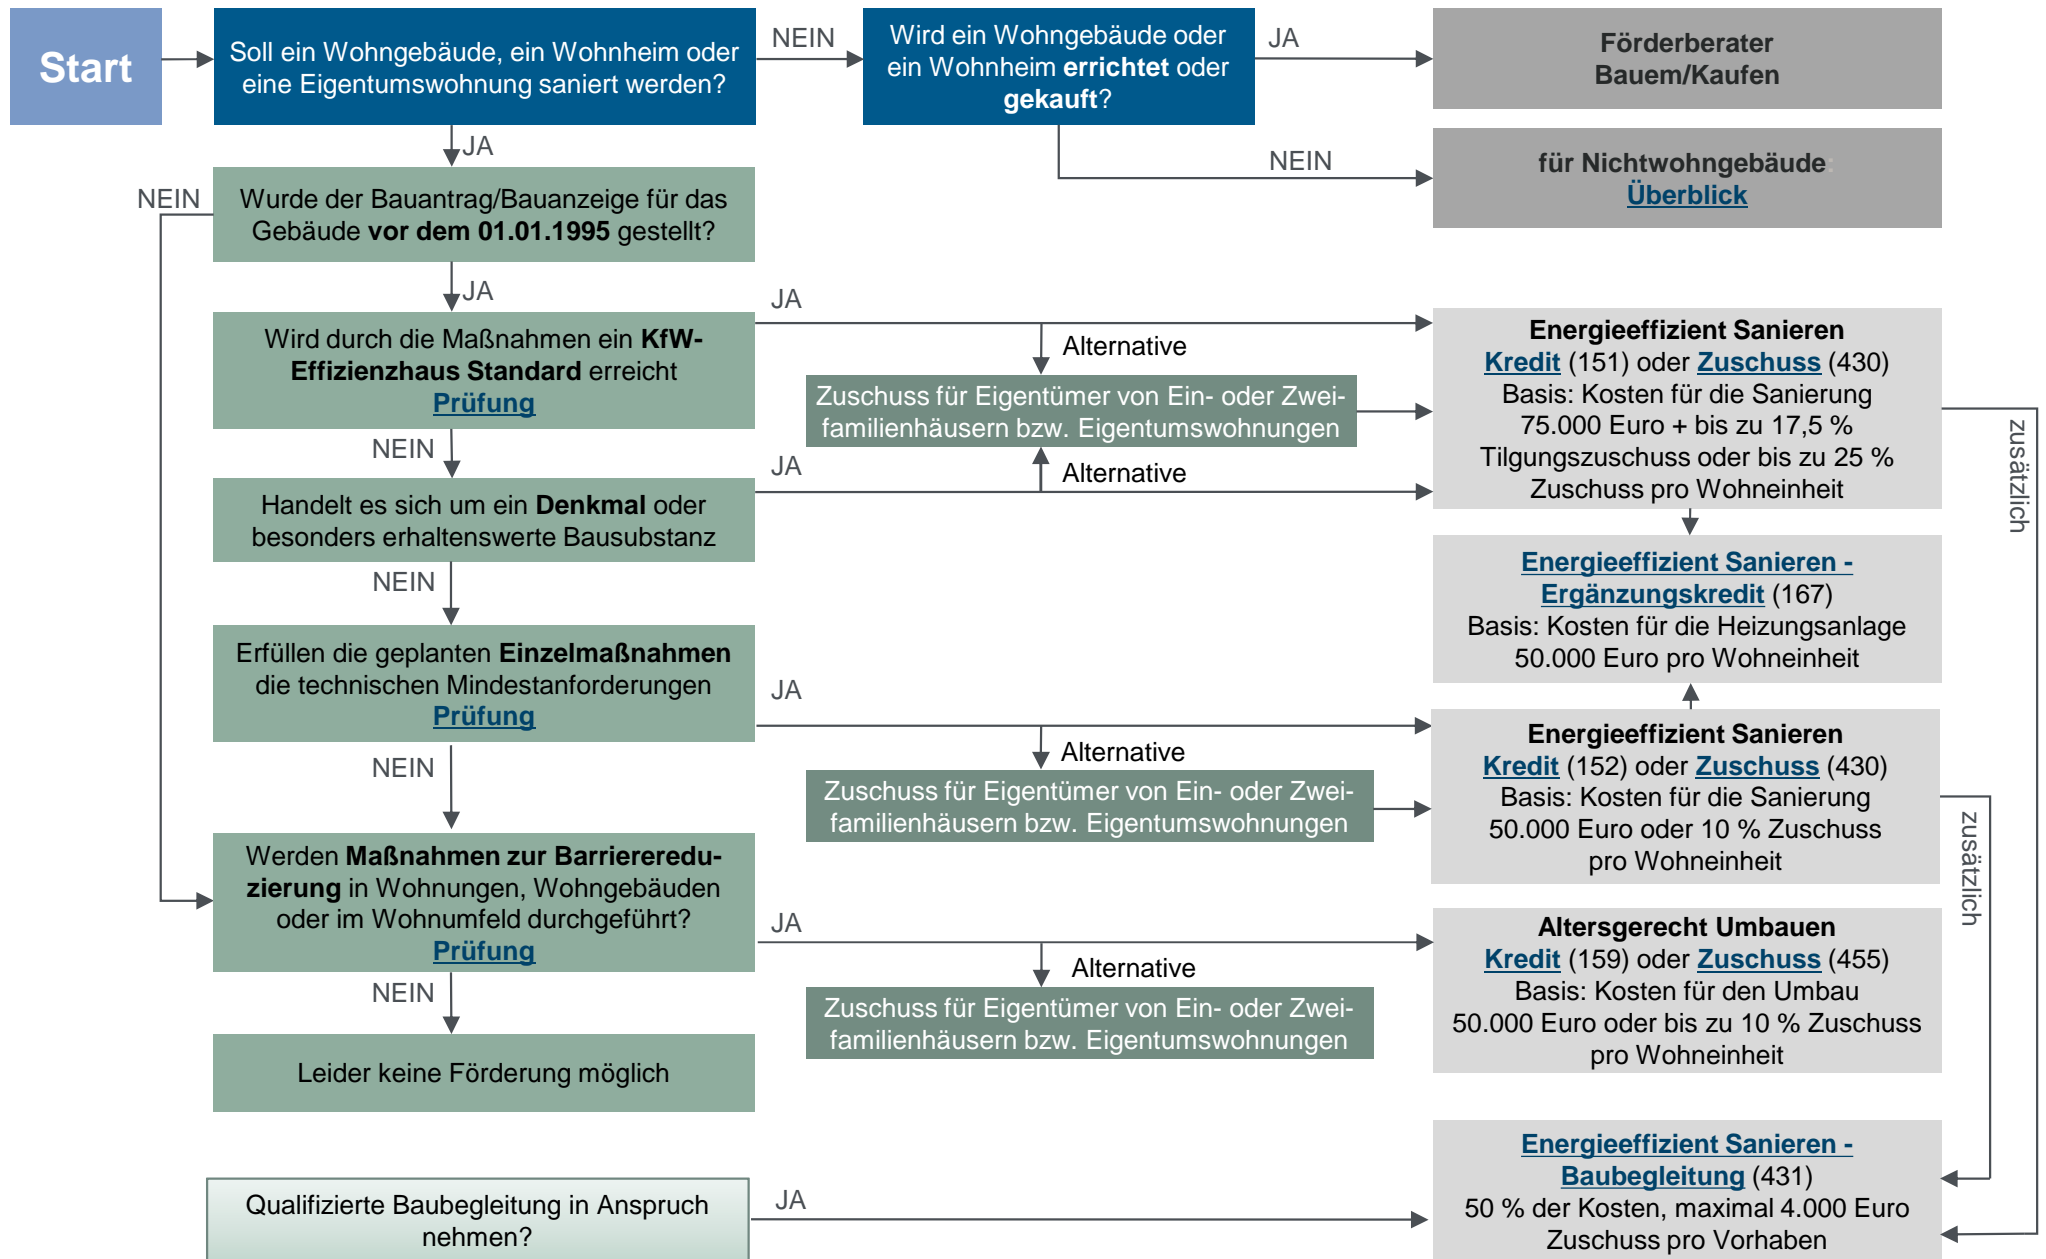 Start
Soll ein Wohngebäude, ein Wohnheim oder
eine Eigentumswohnung saniert werden?
NEIN
Wird ein Wohngebäude oder
ein Wohnheim errichtet oder
gekauft?
JA
Förderberater
Bauem/Kaufen
JA
NEIN
für Nichtwohngebäude:
Überblick
NEIN
Wurde der Bauantrag/Bauanzeige für das
Gebäude vor dem 01.01.1995 gestellt?
JA
Wird durch die Maßnahmen ein KfW-
Effizienzhaus Standard erreicht
Prüfung
JA
Alternative
Zuschuss für Eigentümer von Ein- oder Zwei-
familienhäusern bzw. Eigentumswohnungen
Energieeffizient Sanieren
Kredit (151) oder Zuschuss (430)
Basis: Kosten für die Sanierung
75.000 Euro + bis zu 17,5 %
Tilgungszuschuss oder bis zu 25 %
Zuschuss pro Wohneinheit
zusätzlich
NEIN
JA
Alternative
Handelt es sich um ein Denkmal oder
besonders erhaltenswerte Bausubstanz
Energieeffizient Sanieren -
Ergänzungskredit (167)
Basis: Kosten für die Heizungsanlage
50.000 Euro pro Wohneinheit
NEIN
Erfüllen die geplanten Einzelmaßnahmen
die technischen Mindestanforderungen
Prüfung
JA
Alternative
Zuschuss für Eigentümer von Ein- oder Zwei-
familienhäusern bzw. Eigentumswohnungen
Energieeffizient Sanieren
Kredit (152) oder Zuschuss (430)
Basis: Kosten für die Sanierung
50.000 Euro oder 10 % Zuschuss
pro Wohneinheit
zusätzlich
NEIN
Werden Maßnahmen zur Barrieredu-
zierung in Wohnungen, Wohngebäuden
oder im Wohnumfeld durchgeführt?
Prüfung
JA
Alternative
Zuschuss für Eigentümer von Ein- oder Zwei-
familienhäusern bzw. Eigentumswohnungen
Altersgerecht Umbauen
Kredit (159) oder Zuschuss (455)
Basis: Kosten für den Umbau
50.000 Euro oder bis zu 10 % Zuschuss
pro Wohneinheit
NEIN
Leider keine Förderung möglich
Qualifizierte Baubegleitung in Anspruch
nehmen?
JA
Energieeffizient Sanieren -
Baubegleitung (431)
50 % der Kosten, maximal 4.000 Euro
Zuschuss pro Vorhaben